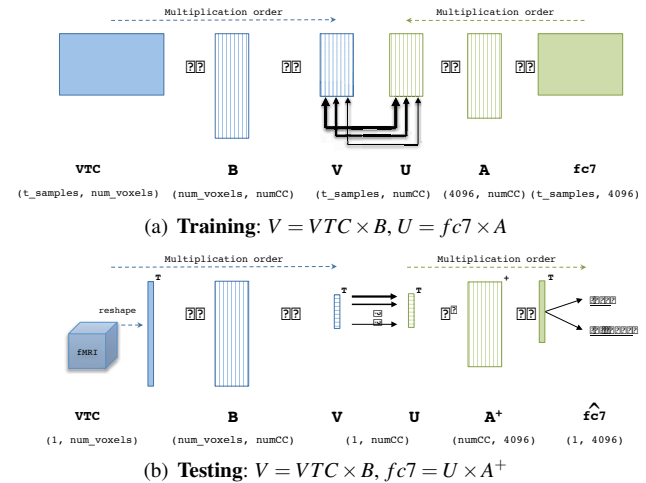 Multiplication order Multiplication order
VTC B V U A fc7
(t_samples, num_voxels) (num_voxels, numCC) (t_samples, numCC) (4096, numCC) (t_samples, 4096)
(a) Training: V = VTC × B, U = fc7 × A
Multiplication order Multiplication order
T T T + T
reshape
fMRI
VTC B V U A+ f̂c7
(1, num_voxels) (num_voxels, numCC) (1, numCC) (numCC, 4096) (1, 4096)
(b) Testing: V = VTC × B, fc7 = U × A+